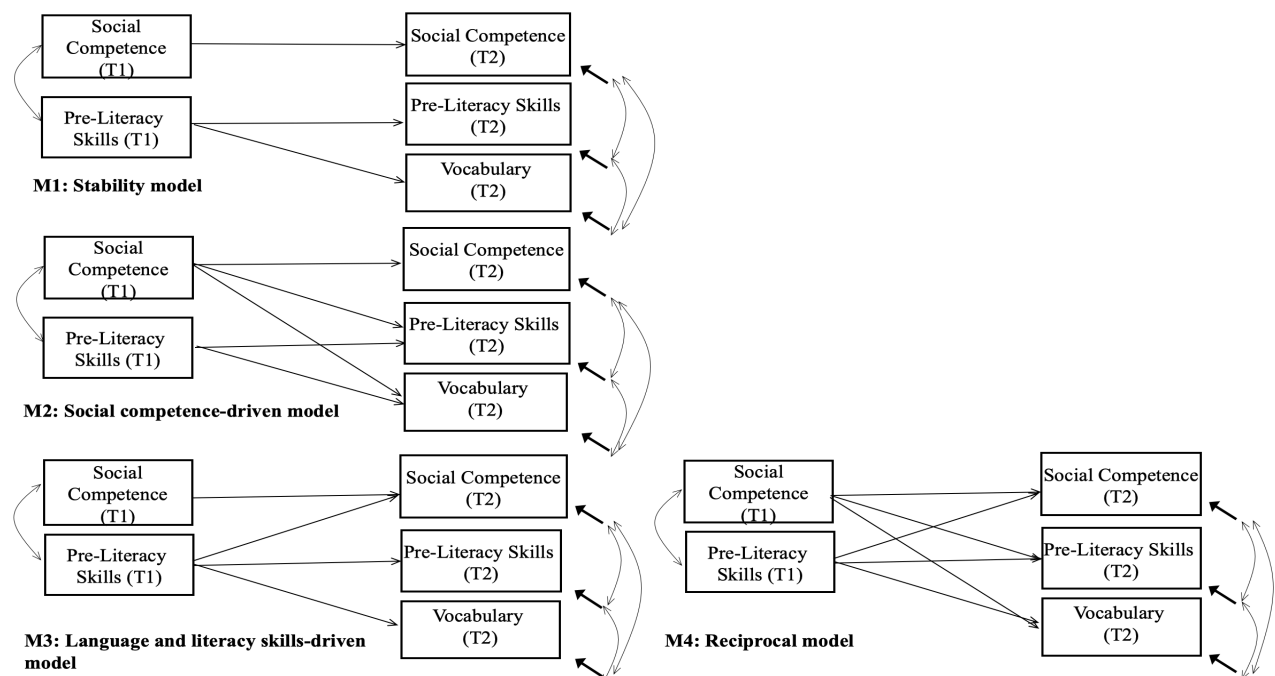 Social
Competence
(T1)
Pre-Literacy
Skills (T1)
Social Competence
(T2)
Pre-Literacy Skills
(T2)
Vocabulary
(T2)
M1: Stability model
Social
Competence
(T1)
Pre-Literacy
Skills (T1)
Social Competence
(T2)
Pre-Literacy Skills
(T2)
Vocabulary
(T2)
M2: Social competence-driven model
Social
Competence
(T1)
Pre-Literacy
Skills (T1)
Social Competence
(T2)
Pre-Literacy Skills
(T2)
Vocabulary
(T2)
M3: Language and literacy skills-driven
model
Social
Competence
(T1)
Pre-Literacy
Skills (T1)
Social Competence
(T2)
Pre-Literacy Skills
(T2)
Vocabulary
(T2)
M4: Reciprocal model